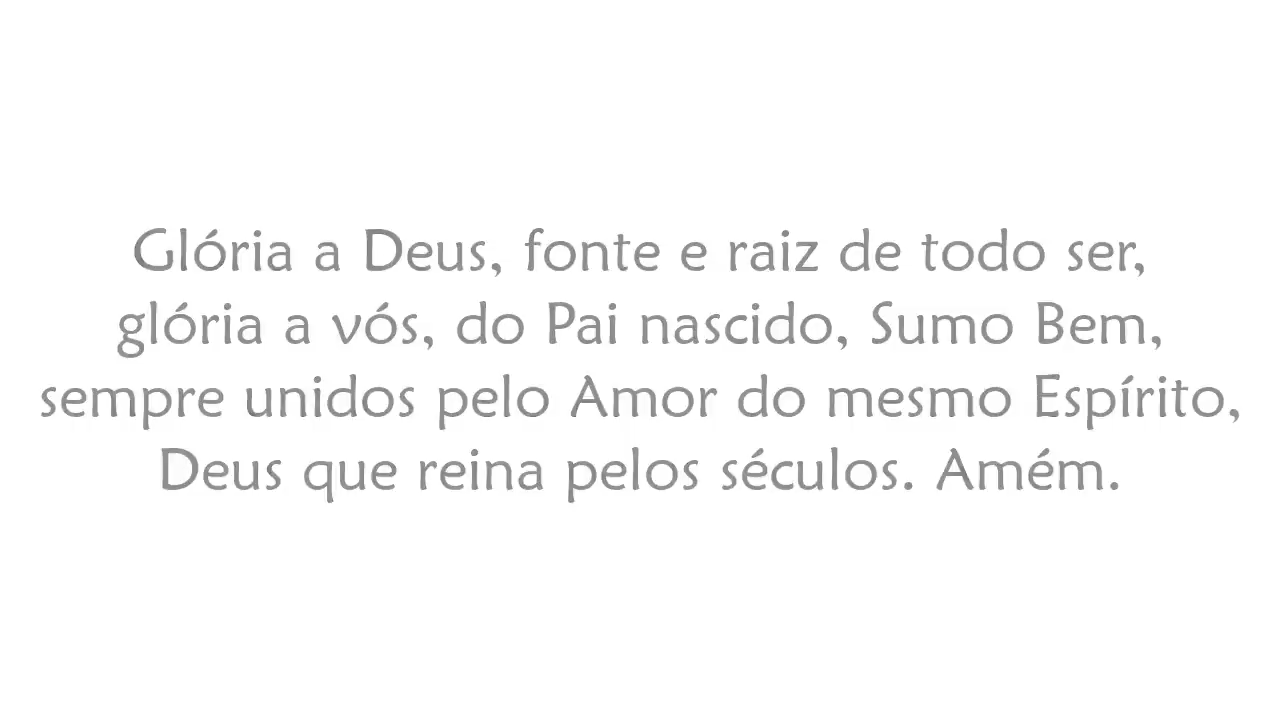 Glória a Deus, fonte e raiz de todo ser,
glória a vós, do Pai nascido, Sumo Bem,
sempre unidos pelo Amor do mesmo Espírito,
Deus que reina pelos séculos. Amém.